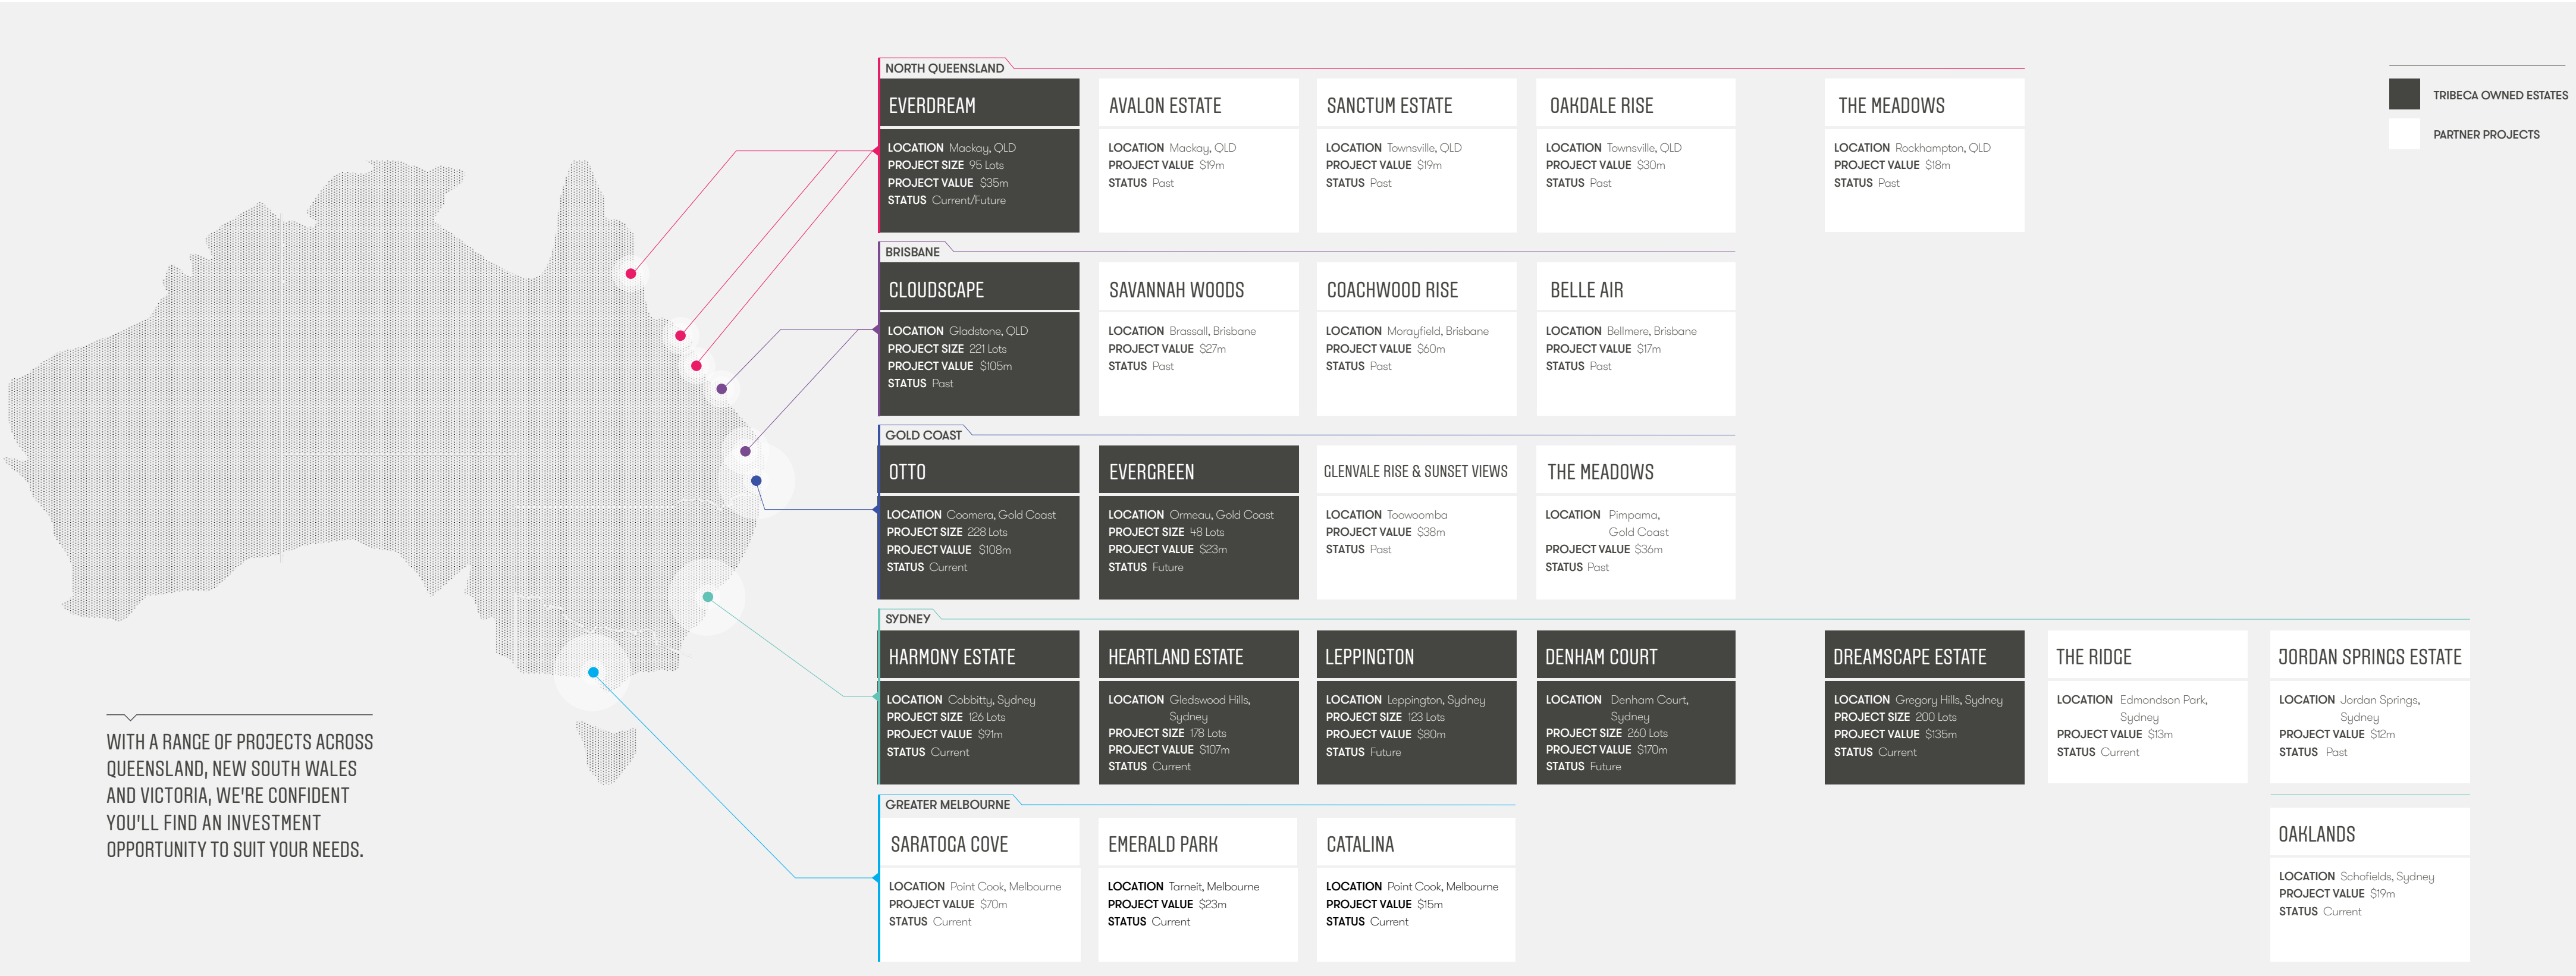 NORTH QUEENSLAND
EVERDREAM
LOCATION Mackay, QLD
PROJECT SIZE 95 Lots
PROJECT VALUE $35m
STATUS Current/Future
AVALON ESTATE
LOCATION Mackay, QLD
PROJECT VALUE $19m
STATUS Past
SANCTUM ESTATE
LOCATION Townsville, QLD
PROJECT VALUE $19m
STATUS Past
OAKDALE RISE
LOCATION Townsville, QLD
PROJECT VALUE $30m
STATUS Past
THE MEADOWS
LOCATION Rockhampton, QLD
PROJECT VALUE $18m
STATUS Past
TRIBECA OWNED ESTATES
PARTNER PROJECTS
BRISBANE
CLOUDSCAPE
LOCATION Gladstone, QLD
PROJECT SIZE 221 Lots
PROJECT VALUE $105m
STATUS Past
SAVANNAH WOODS
LOCATION Brassall, Brisbane
PROJECT VALUE $27m
STATUS Past
COACHWOOD RISE
LOCATION Morayfield, Brisbane
PROJECT VALUE $60m
STATUS Past
BELLE AIR
LOCATION Bellmere, Brisbane
PROJECT VALUE $17m
STATUS Past
GOLD COAST
OTTO
LOCATION Coomera, Gold Coast
PROJECT SIZE 228 Lots
PROJECT VALUE $108m
STATUS Current
EVERGREEN
LOCATION Ormeau, Gold Coast
PROJECT SIZE 48 Lots
PROJECT VALUE $23m
STATUS Future
GLENVALE RISE & SUNSET VIEWS
LOCATION Toowoomba
PROJECT VALUE $38m
STATUS Past
THE MEADOWS
LOCATION Pimpama,
Gold Coast
PROJECT VALUE $36m
STATUS Past
SYDNEY
HARMONY ESTATE
LOCATION Cobbitty, Sydney
PROJECT SIZE 126 Lots
PROJECT VALUE $91m
STATUS Current
HEARTLAND ESTATE
LOCATION Gledswood Hills,
Sydney
PROJECT SIZE 178 Lots
PROJECT VALUE $107m
STATUS Current
LEPPINGTON
LOCATION Leppington, Sydney
PROJECT SIZE 123 Lots
PROJECT VALUE $80m
STATUS Future
DENHAM COURT
LOCATION Denham Court,
Sydney
PROJECT SIZE 260 Lots
PROJECT VALUE $170m
STATUS Future
DREAMSCAPE ESTATE
LOCATION Gregory Hills, Sydney
PROJECT SIZE 200 Lots
PROJECT VALUE $135m
STATUS Current
THE RIDGE
LOCATION Edmondson Park,
Sydney
PROJECT VALUE $13m
STATUS Current
JORDAN SPRINGS ESTATE
LOCATION Jordan Springs,
Sydney
PROJECT VALUE $12m
STATUS Past
OAKLANDS
LOCATION Schofields, Sydney
PROJECT VALUE $19m
STATUS Current
GREATER MELBOURNE
SARATOGA COVE
LOCATION Point Cook, Melbourne
PROJECT VALUE $70m
STATUS Current
EMERALD PARK
LOCATION Tarneit, Melbourne
PROJECT VALUE $23m
STATUS Current
CATALINA
LOCATION Point Cook, Melbourne
PROJECT VALUE $15m
STATUS Current
WITH A RANGE OF PROJECTS ACROSS
QUEENSLAND, NEW SOUTH WALES
AND VICTORIA, WE'RE CONFIDENT
YOU'LL FIND AN INVESTMENT
OPPORTUNITY TO SUIT YOUR NEEDS.